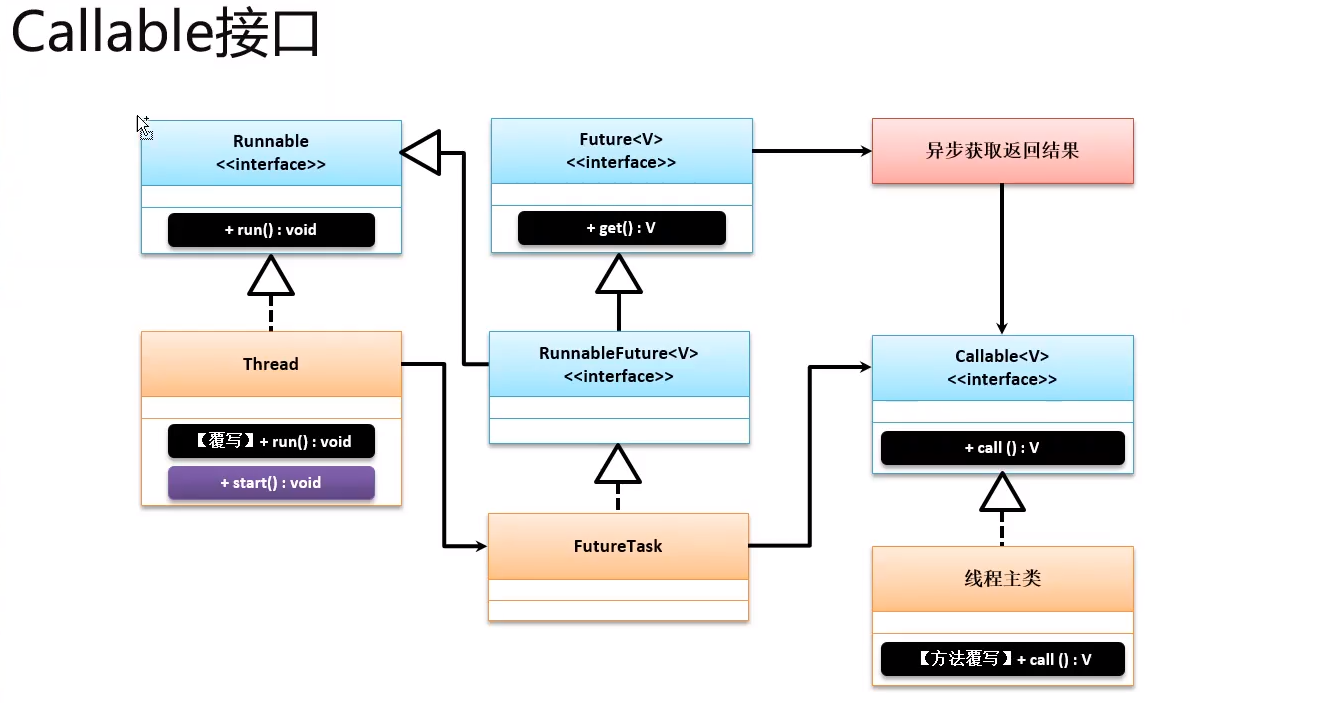 Callable接口
Runnable
<<interface>>
+ run() : void
Future<V>
<<interface>>
+ get() : V
异步获取返回结果
Thread
【覆写】+ run() : void
+ start() : void
RunnableFuture<V>
<<interface>>
Callable<V>
<<interface>>
+ call () : V
FutureTask
线程主类
【方法覆写】+ call () : V